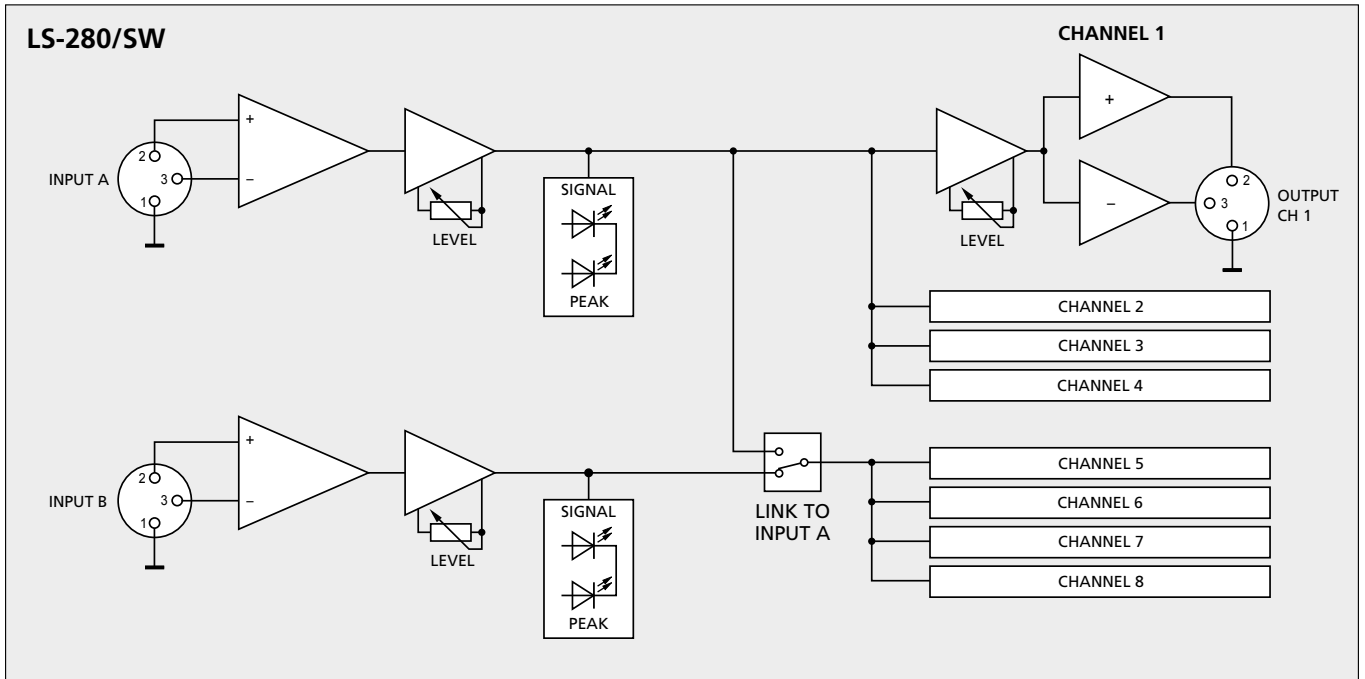 LS-280/SW
CHANNEL 1
INPUT A
2
3
1
+
−
LEVEL
SIGNAL
PEAK
LEVEL
+
−
2
3
1
OUTPUT
CH 1
CHANNEL 2
CHANNEL 3
CHANNEL 4
INPUT B
2
3
1
+
−
LEVEL
SIGNAL
PEAK
LINK TO
INPUT A
CHANNEL 5
CHANNEL 6
CHANNEL 7
CHANNEL 8